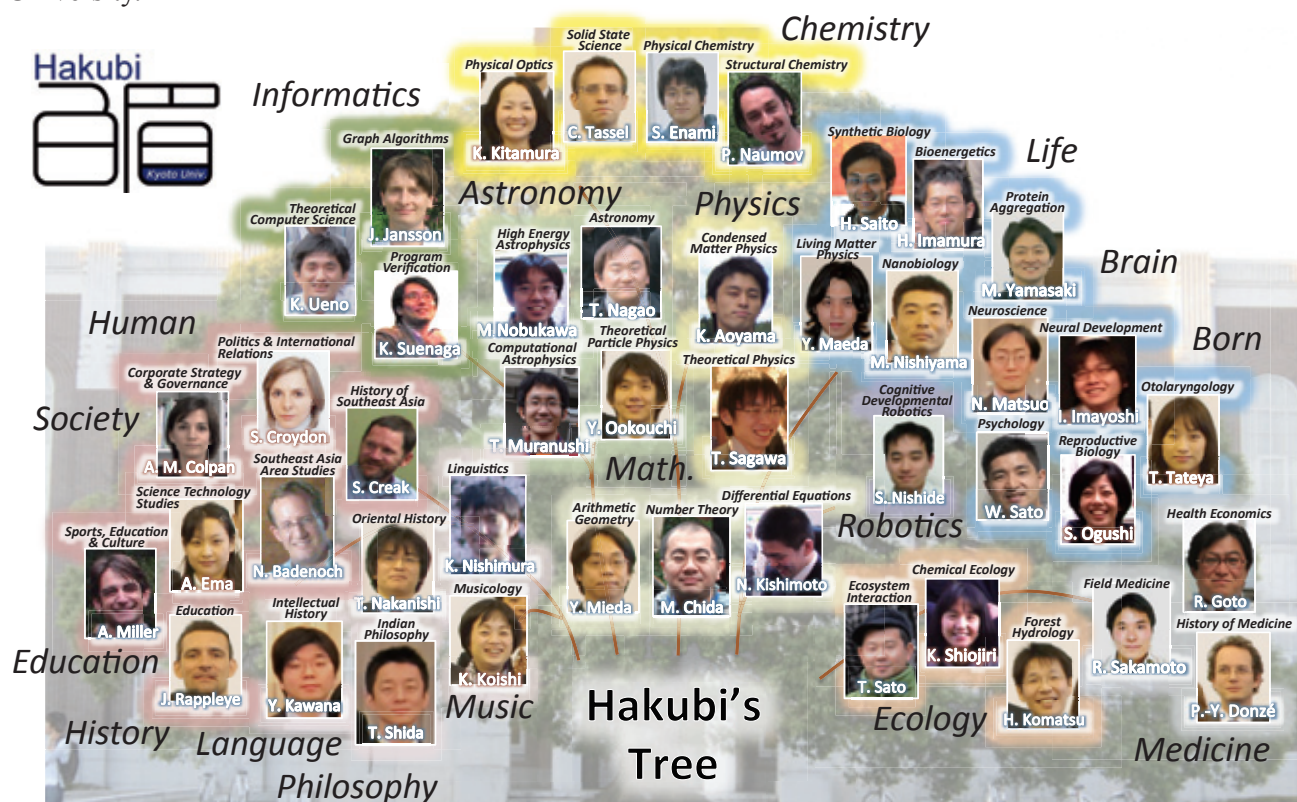 University.
Hakubi
Kyoto Univ.
Chemistry
Solid State
Science
Physical Chemistry
Physical Optics
Structural Chemistry
K. Kitamura
C. Tassel
S. Enami
P. Naumov
Informatics
Graph Algorithms
J. Jansson
Theoretical
Computer Science
K. Ueno
Program
Verification
K. Suenaga
Astronomy
High Energy
Astrophysics
M Nobukawa
Astronomy
T. Nagao
Computational
Astrophysics
T. Muranushi
Theoretical
Particle Physics
Y. Ookouchi
Physics
Condensed
Matter Physics
K. Aoyama
Theoretical Physics
T. Sagawa
Life
Synthetic Biology
H. Saito
Bioenergetics
H. Imamura
Protein
Aggregation
M. Yamasaki
Living Matter
Physics
Y. Maeda
Nanobiology
M. Nishiyama
Brain
Neuroscience
N. Matsuo
Neural Development
I. Imayoshi
Psychology
W. Sato
Born
Otolaryngology
T. Tateya
Reproductive
Biology
S. Ogushi
Human
Politics & International
Relations
S. Croydon
Corporate Strategy
& Governance
A. M. Colpan
Society
History of
Southeast Asia
S. Creak
Southeast Asia
Area Studies
N. Badenoch
Science Technology
Studies
A. Ema
Sports, Education
& Culture
A. Miller
Oriental History
T. Nakanishi
Linguistics
K. Nishimura
Math.
Arithmetic
Geometry
Y. Mieda
Number Theory
M. Chida
Differential Equations
N. Kishimoto
Cognitive
Developmental
Robotics
S. Nishide
Robotics
Education
Education
J. Rappleye
Intellectual
History
Y. Kawana
Indian
Philosophy
T. Shida
Musicology
K. Koishi
Music
History
Language
Philosophy
Hakubi's
Tree
Ecosystem
Interaction
T. Sato
Chemical Ecology
K. Shiojiri
Forest
Hydrology
H. Komatsu
Ecology
Field Medicine
R. Sakamoto
Health Economics
R. Goto
History of Medicine
P.-Y. Donzé
Medicine